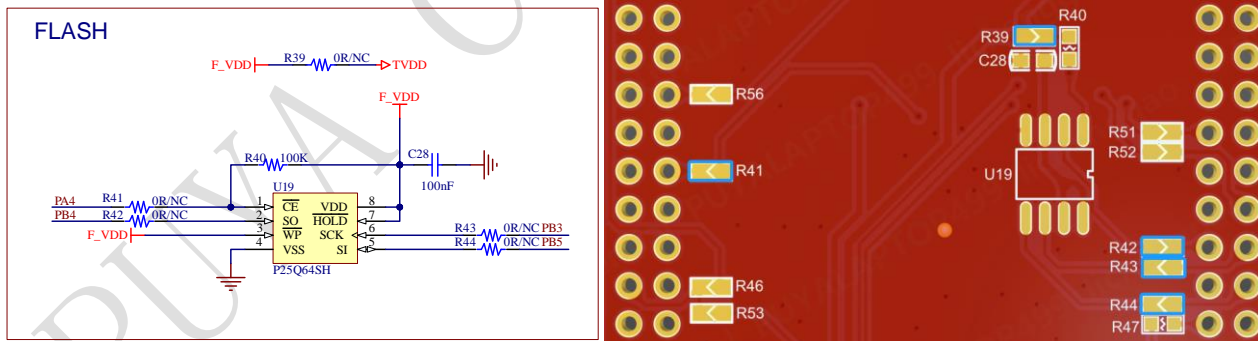 FLASH
R39 0R/NC
F_VDD TVDD
F_VDD
R40 100K
C28
100nF
U19
PA4 R41 0R/NC 1 CE VDD 8
PB4 R42 0R/NC 2 SO HOLD 7
F_VDD 3 WP SCK 6 R43 0R/NC PB3
4 VSS SI 5 R44 0R/NC PB5
P25Q64SH
PUYA C
R40
R39
C28
R56
R51
R52
R41
U19
R42
R43
R46
R44
R53
R47